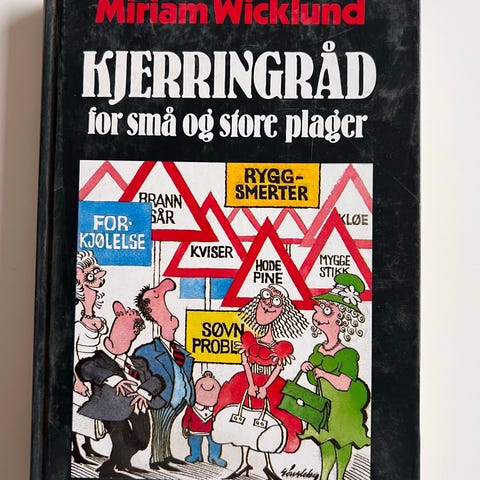 Miriam Wicklund
KJERRINGRÅD
for små og store plager
RYGG-
SMERTER
BRANN
SÅR
KLØE
FOR-
KJØLELSE
KVISER
HODE
PINE
MYGGE
STIKK
SØVN
PROBL